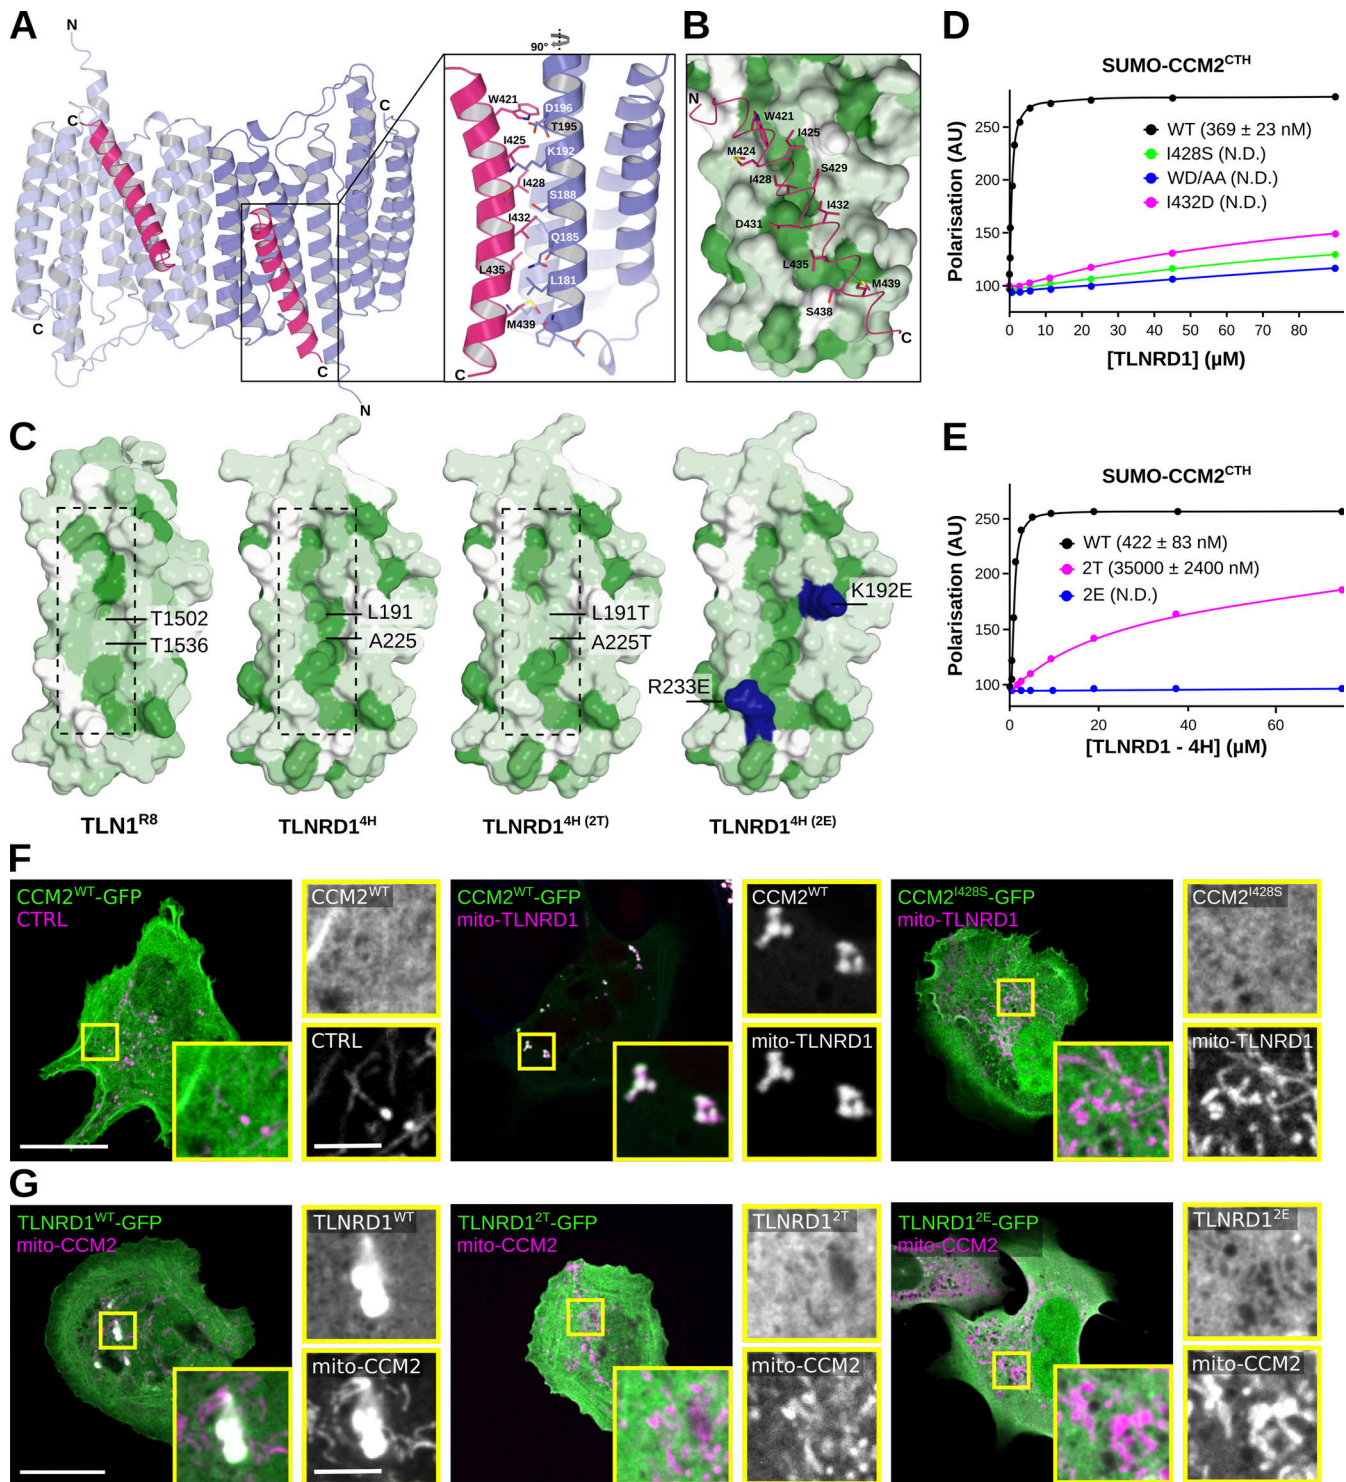 A
N
C
C
C
N
90°
W421
D196
T195
I425
K192
I428
S188
I432
Q185
L435
L181
M439
C
B
N
W421
I425
M424
S429
I428
I432
D431
L435
M439
S438
C
D
SUMO-CCM2CTH
Polarisation (AU)
250
200
150
100
WT (369 ± 23 nM)
I428S (N.D.)
WD/AA (N.D.)
I432D (N.D.)
0 10 20 30 40 50 60 70 80
[TLNRD1] (µM)
C
T1502
T1536
TLN1R8
L191
A225
TLNRD14H
L191T
A225T
TLNRD14H (2T)
K192E
R233E
TLNRD14H (2E)
E
SUMO-CCM2CTH
Polarisation (AU)
250
200
150
100
WT (422 ± 83 nM)
2T (35000 ± 2400 nM)
2E (N.D.)
0 20 40 60
[TLNRD1 - 4H] (µM)
F
CCM2WT-GFP
CTRL
CCM2WT
CTRL
CCM2WT-GFP
mito-TLNRD1
CCM2WT
mito-TLNRD1
CCM2I428S-GFP
mito-TLNRD1
CCM2I428S
mito-TLNRD1
G
TLNRD1WT-GFP
mito-CCM2
TLNRD1WT
mito-CCM2
TLNRD12T-GFP
mito-CCM2
TLNRD12T
mito-CCM2
TLNRD12E-GFP
mito-CCM2
TLNRD12E
mito-CCM2